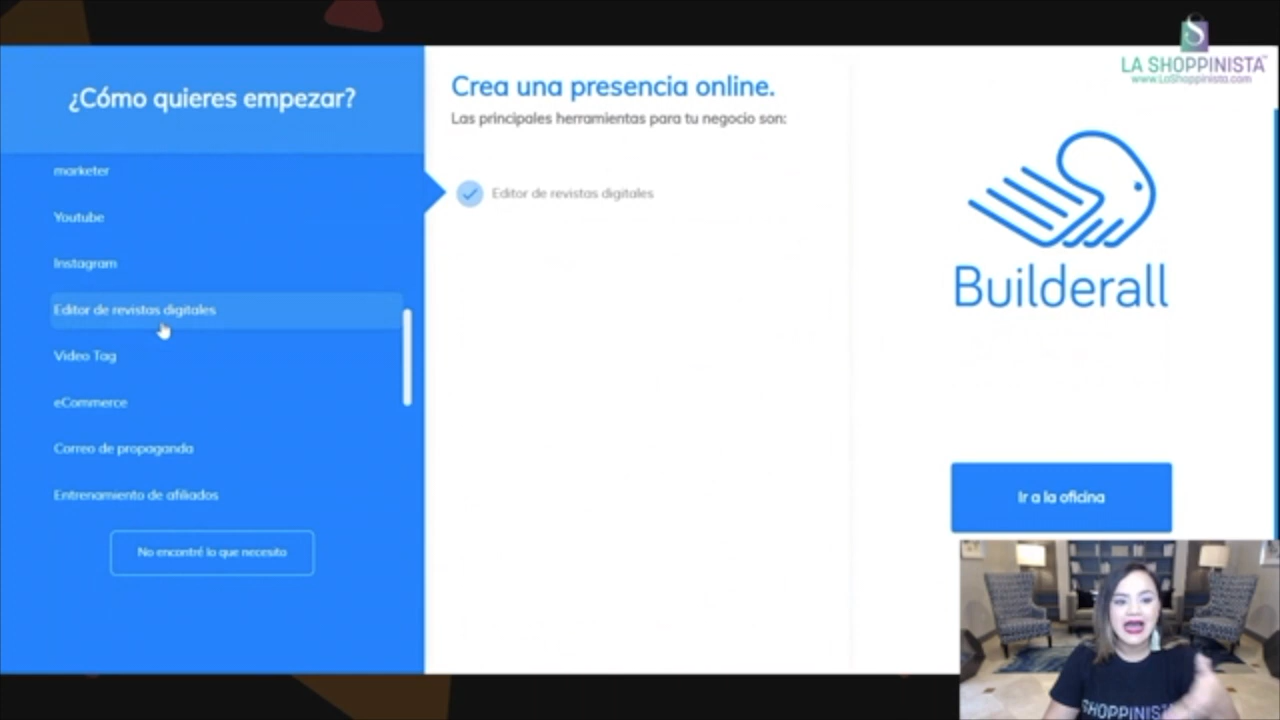 LA SHOPPINISTA™
www.LaShoppinista.com
¿Cómo quieres empezar?
marketer
Youtube
Instagram
Editor de revistas digitales
Video Tag
eCommerce
Correo de propaganda
Entrenamiento de afiliados
No encontré lo que necesito
Crea una presencia online.
Las principales herramientas para tu negocio son:
Editor de revistas digitales
Builderall
Ir a la oficina
SHOPPINISTA